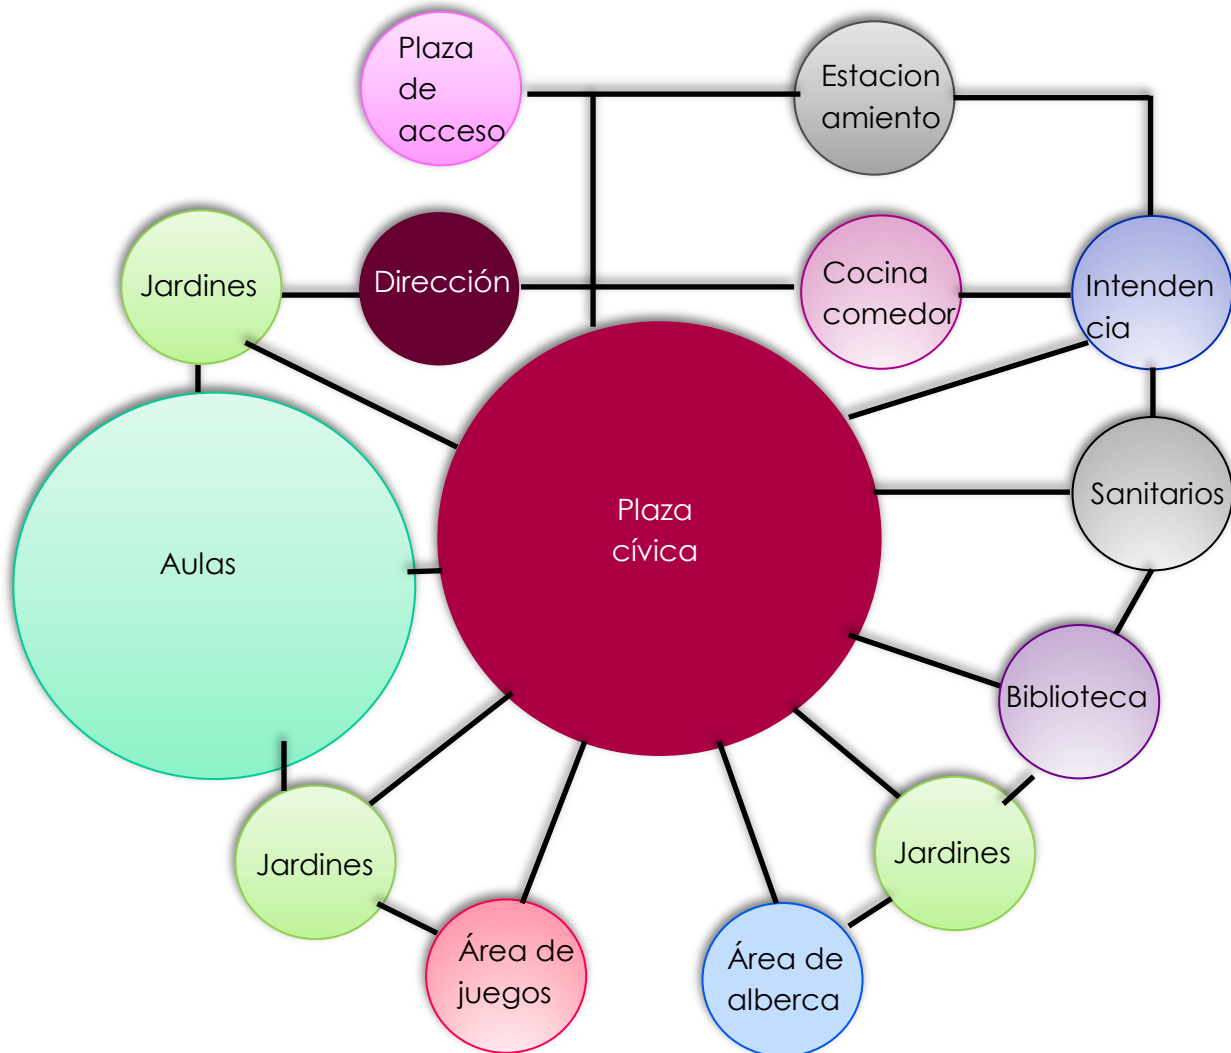 Plaza
de
acceso
Estacion
amiento
Jardines
Dirección
Cocina
comedor
Intenden
cia
Aulas
Plaza
cívica
Sanitarios
Biblioteca
Jardines
Jardines
Área de
juegos
Área de
alberca